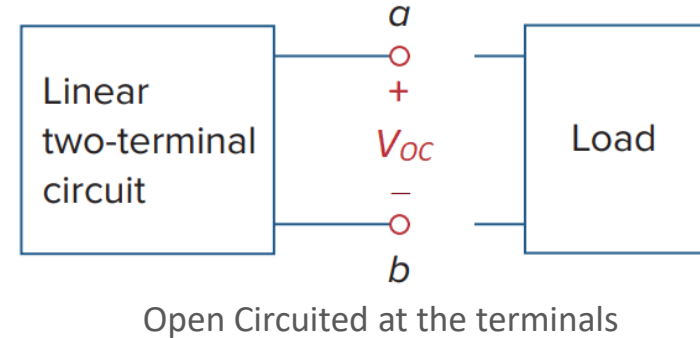 a
Linear
two-terminal
circuit
+
Voc
–
Load
b
Open Circuited at the terminals